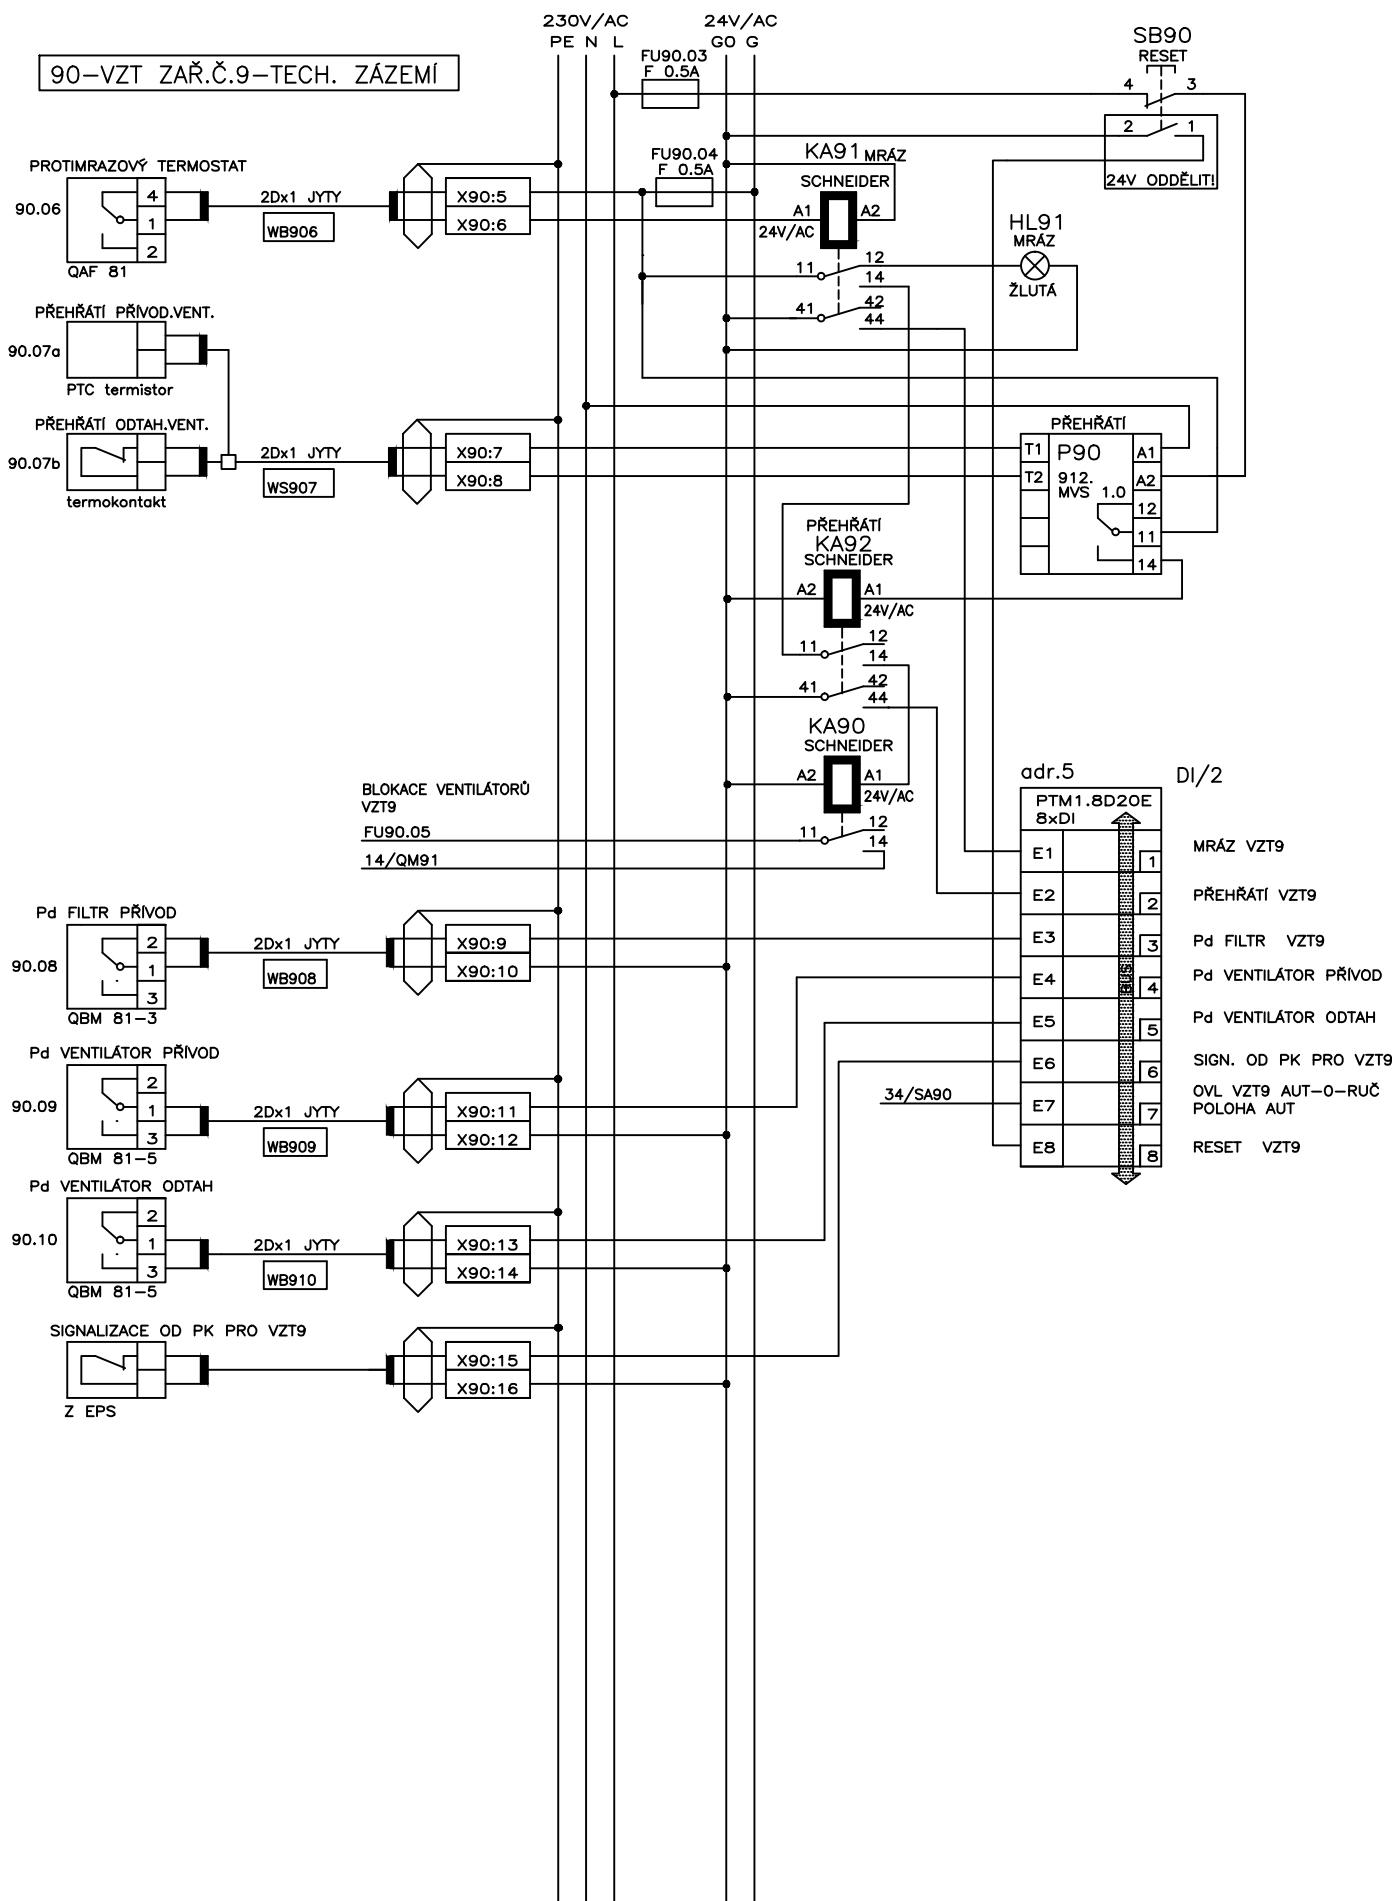 230V/AC
24V/AC
PE N L
GO G
SB90
RESET
FU90.03
F 0.5A
90-VZT ZAŘ.Č.9-TECH. ZÁZEMÍ
4
3
2
1
24V ODDĚLIT!
PROTIMRAZOVÝ TERMOSTAT
90.06
4
1
2
QAF 81
2Dx1 JYTY
WB906
X90:5
X90:6
FU90.04
F 0.5A
KA91 MRÁZ
SCHNEIDER
A1
A2
24V/AC
11
12
14
41
42
44
HL91
MRÁZ
ŽLUTÁ
PŘEHŘÁTÍ PŘÍVOD.VENT.
90.07a
PTC termistor
PŘEHŘÁTÍ ODTAH.VENT.
90.07b
termokontakt
2Dx1 JYTY
WS907
X90:7
X90:8
PŘEHŘÁTÍ
T1
P90
A1
T2
912.
MVS 1.0
A2
12
11
14
PŘEHŘÁTÍ
KA92
SCHNEIDER
A2
A1
24V/AC
11
12
14
41
42
44
KA90
SCHNEIDER
A2
A1
24V/AC
11
12
14
BLOKACE VENTILÁTORŮ
VZT9
FU90.05
14/QM91
adr.5
DI/2
PTM1.8D20E
8xDI
BUS
E1
1
MRÁZ VZT9
E2
2
PŘEHŘÁTÍ VZT9
E3
3
Pd FILTR VZT9
E4
4
Pd VENTILÁTOR PŘÍVOD
E5
5
Pd VENTILÁTOR ODTAH
E6
6
SIGN. OD PK PRO VZT9
34/SA90
E7
7
OVL VZT9 AUT-0-RUČ
POLOHA AUT
E8
8
RESET VZT9
Pd FILTR PŘÍVOD
90.08
2
1
3
QBM 81-3
2Dx1 JYTY
WB908
X90:9
X90:10
Pd VENTILÁTOR PŘÍVOD
90.09
2
1
3
QBM 81-5
2Dx1 JYTY
WB909
X90:11
X90:12
Pd VENTILÁTOR ODTAH
90.10
2
1
3
QBM 81-5
2Dx1 JYTY
WB910
X90:13
X90:14
SIGNALIZACE OD PK PRO VZT9
Z EPS
X90:15
X90:16